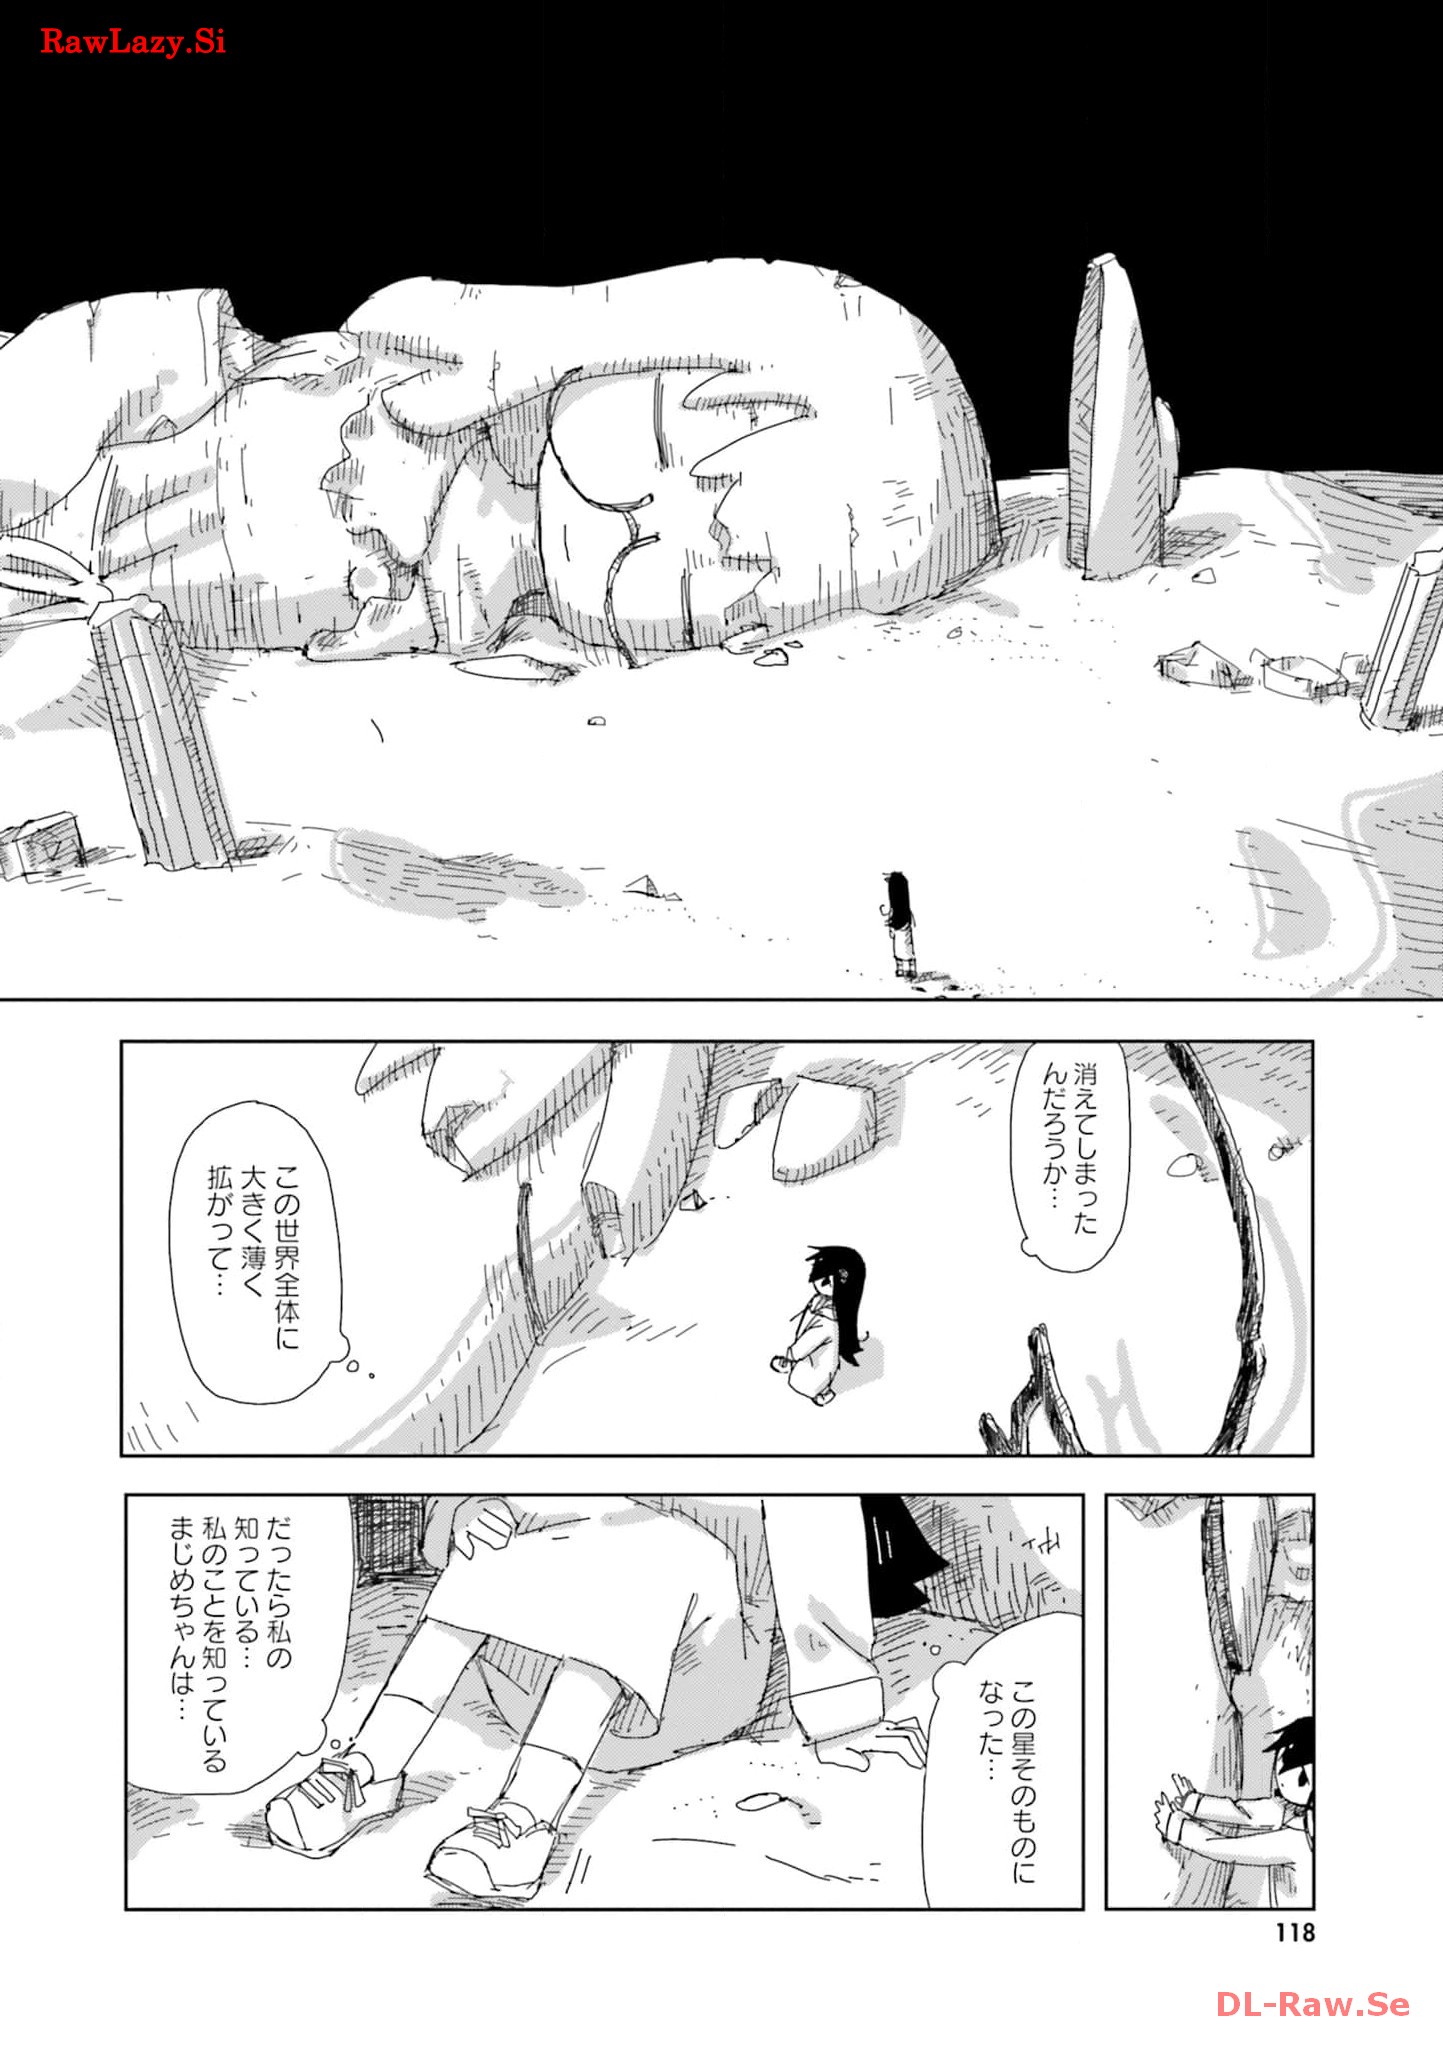 RawLazy.Si
消えてしまった
んだろうか…
この世界全体に
大きく薄く
拡がって…
この星そのものに
なった…
だったら私の
知っている…
私のことを知っている
まじめちゃんは…
118
DL-Raw.Se